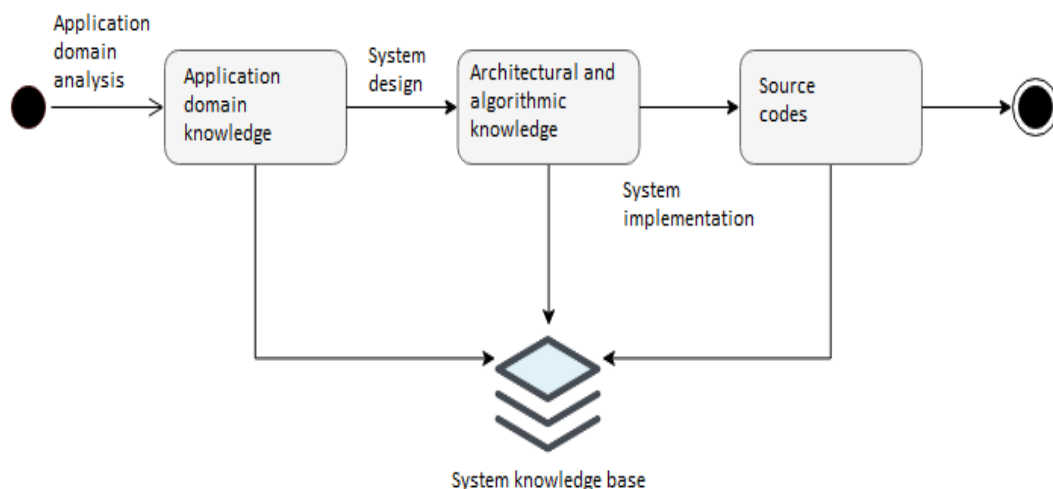 Application
domain
analysis
Application
domain
knowledge
System
design
Architectural and
algorithmic
knowledge
Source
codes
System
implementation
System knowledge base